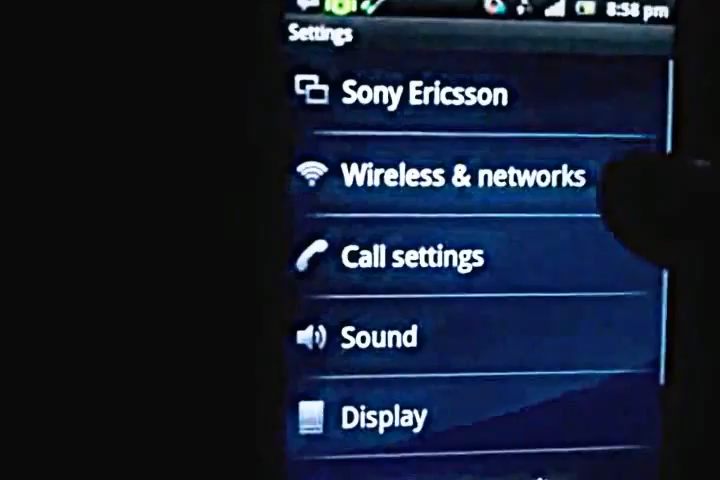 8:58 pm
Settings
Sony Ericsson
Wireless & networks
Call settings
Sound
Display